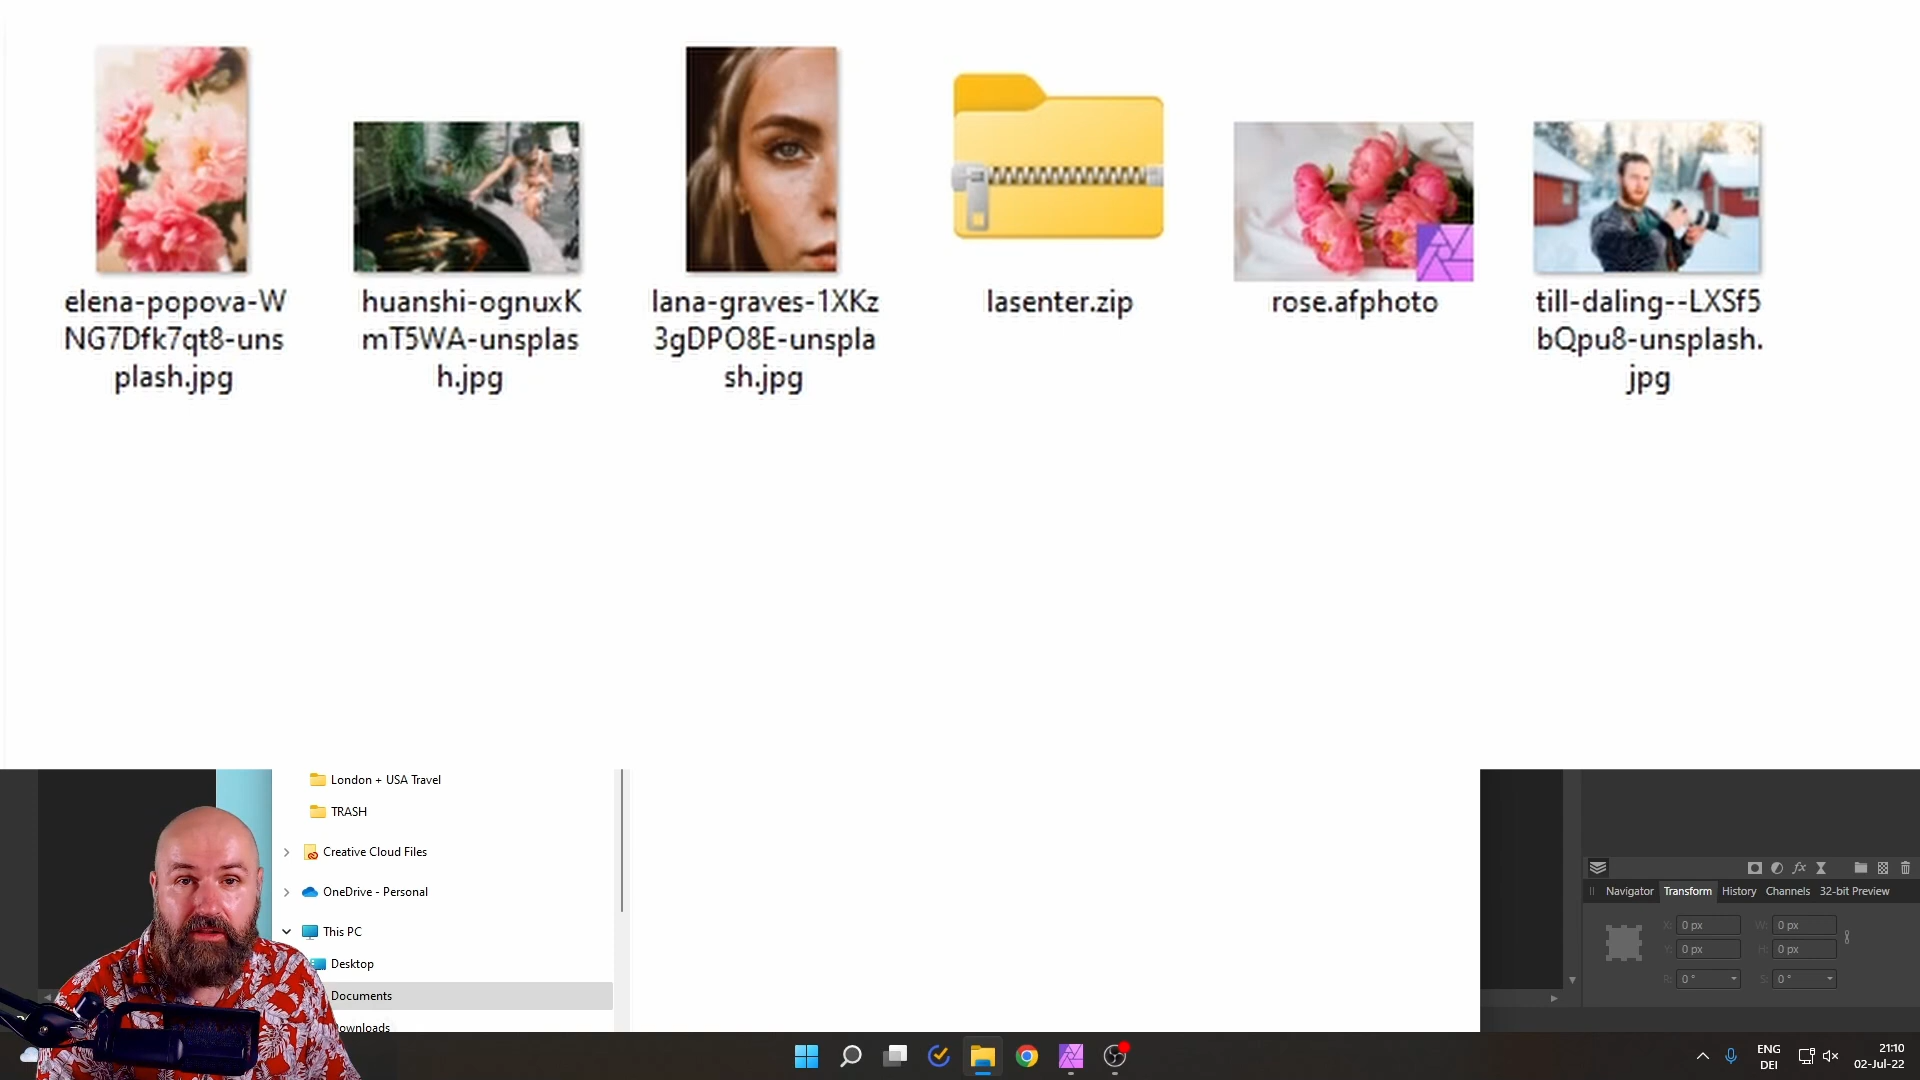 elena-popova-W
NG7Dfk7qt8-uns
plash.jpg
huanshi-ognuxK
mT5WA-unsplas
h.jpg
lana-graves-1XKz
3gDPO8E-unspla
sh.jpg
lasenter.zip
rose.afphoto
till-daling--LXSf5
bQpu8-unsplash.
jpg
London + USA Travel
TRASH
Creative Cloud Files
OneDrive - Personal
This PC
Desktop
Documents
ownloads
Navigator Transform History Channels 32-bit Preview
X: 0 px W: 0 px
Y: 0 px H: 0 px
R: 0 ° S: 0 °
ENG
DEI
21:10
02-Jul-22